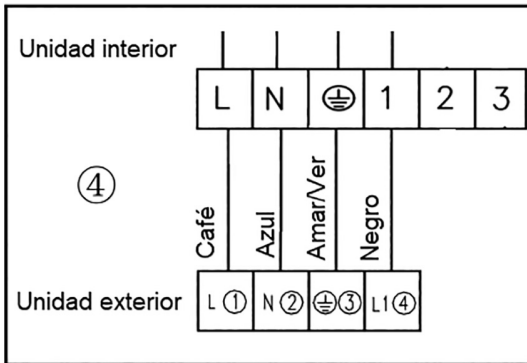 Unidad interior
L N ⏚ 1 2 3
④
Café
Azul
Amar/Ver
Negro
Unidad exterior
L ① N ② ⏚ ③ L1 ④